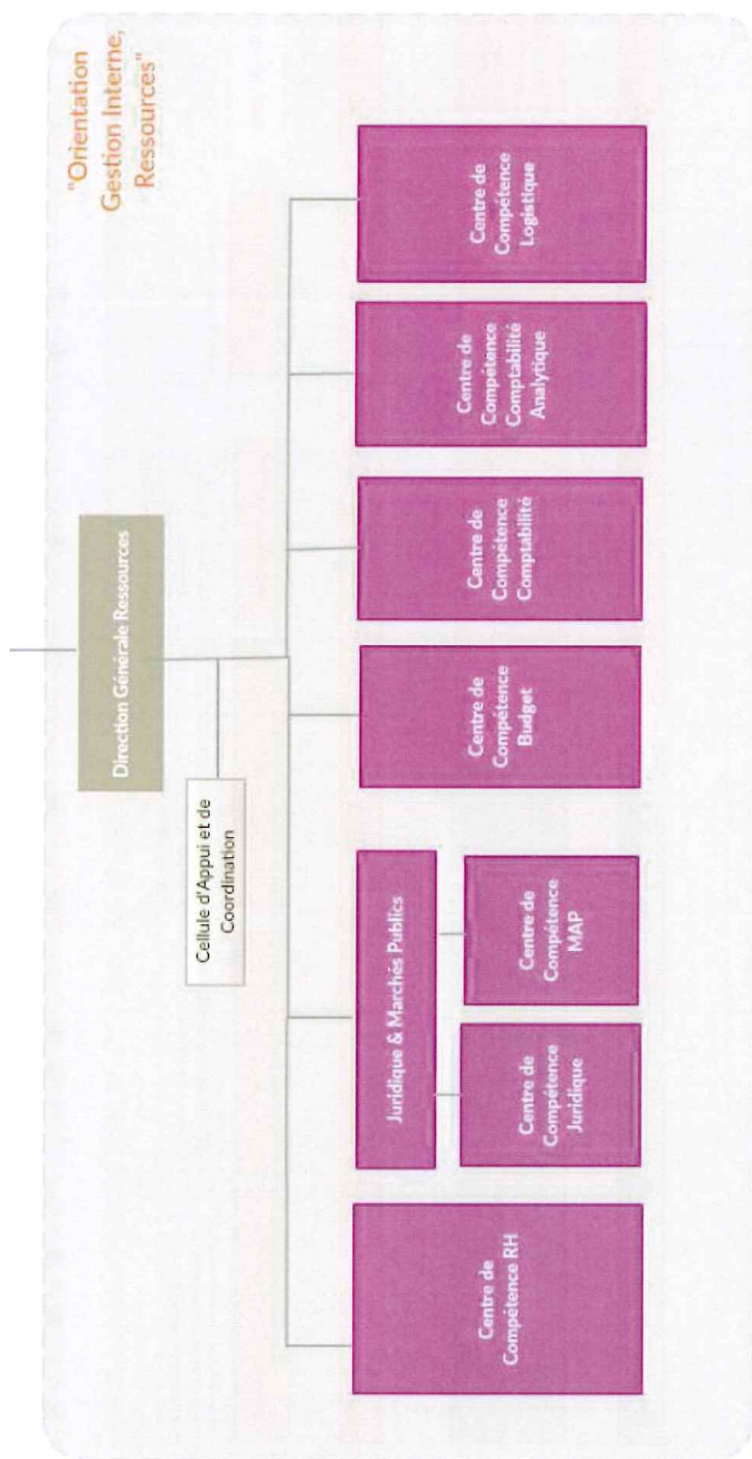 "Orientation
Gestion Interne,
Ressources"
Direction Générale Ressources
Cellule d'Appui et de
Coordination
Centre de
Compétence RH
Juridique & Marchés Publics
Centre de
Compétence
Juridique
Centre de
Compétence
MAP
Centre de
Compétence
Budget
Centre de
Compétence
Comptabilité
Centre de
Compétence
Comptabilité
Analytique
Centre de
Compétence
Logistique